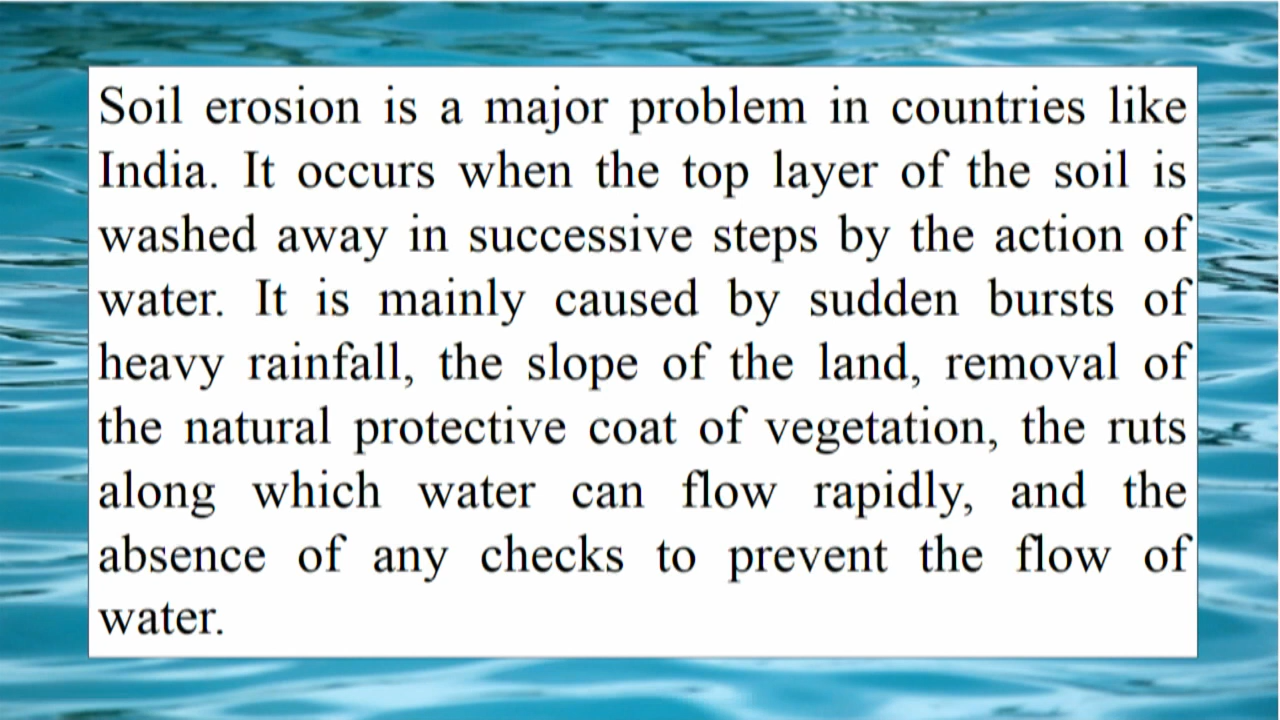 Soil erosion is a major problem in countries like
India. It occurs when the top layer of the soil is
washed away in successive steps by the action of
water. It is mainly caused by sudden bursts of
heavy rainfall, the slope of the land, removal of
the natural protective coat of vegetation, the ruts
along which water can flow rapidly, and the
absence of any checks to prevent the flow of
water.